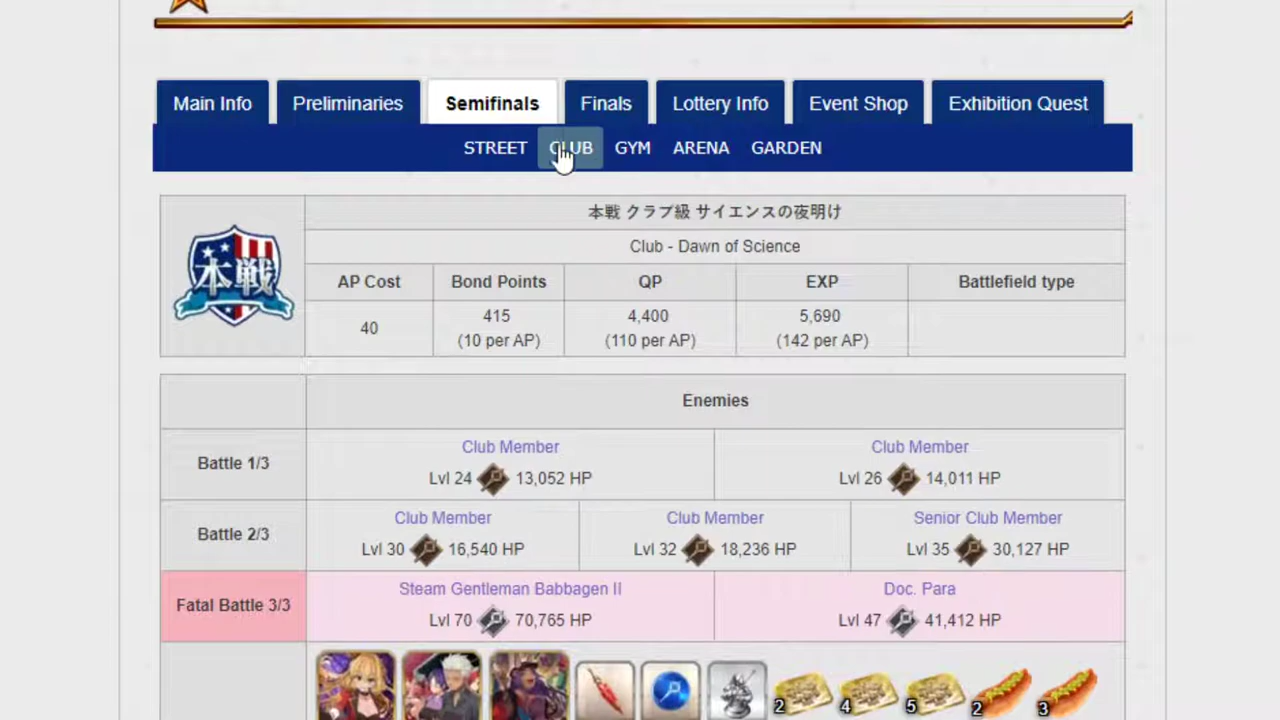 Main Info Preliminaries Semifinals Finals Lottery Info Event Shop Exhibition Quest
STREET CLUB GYM ARENA GARDEN
本戦
本戦 クラブ級 サイエンスの夜明け
Club - Dawn of Science
AP Cost Bond Points QP EXP Battlefield type
40 415 4,400 5,690
(10 per AP) (110 per AP) (142 per AP)
Enemies
Battle 1/3
Club Member Club Member
Lvl 24 13,052 HP Lvl 26 14,011 HP
Battle 2/3
Club Member Club Member Senior Club Member
Lvl 30 16,540 HP Lvl 32 18,236 HP Lvl 35 30,127 HP
Fatal Battle 3/3
Steam Gentleman Babbagen II Doc. Para
Lvl 70 70,765 HP Lvl 47 41,412 HP
2 4 5 2 3